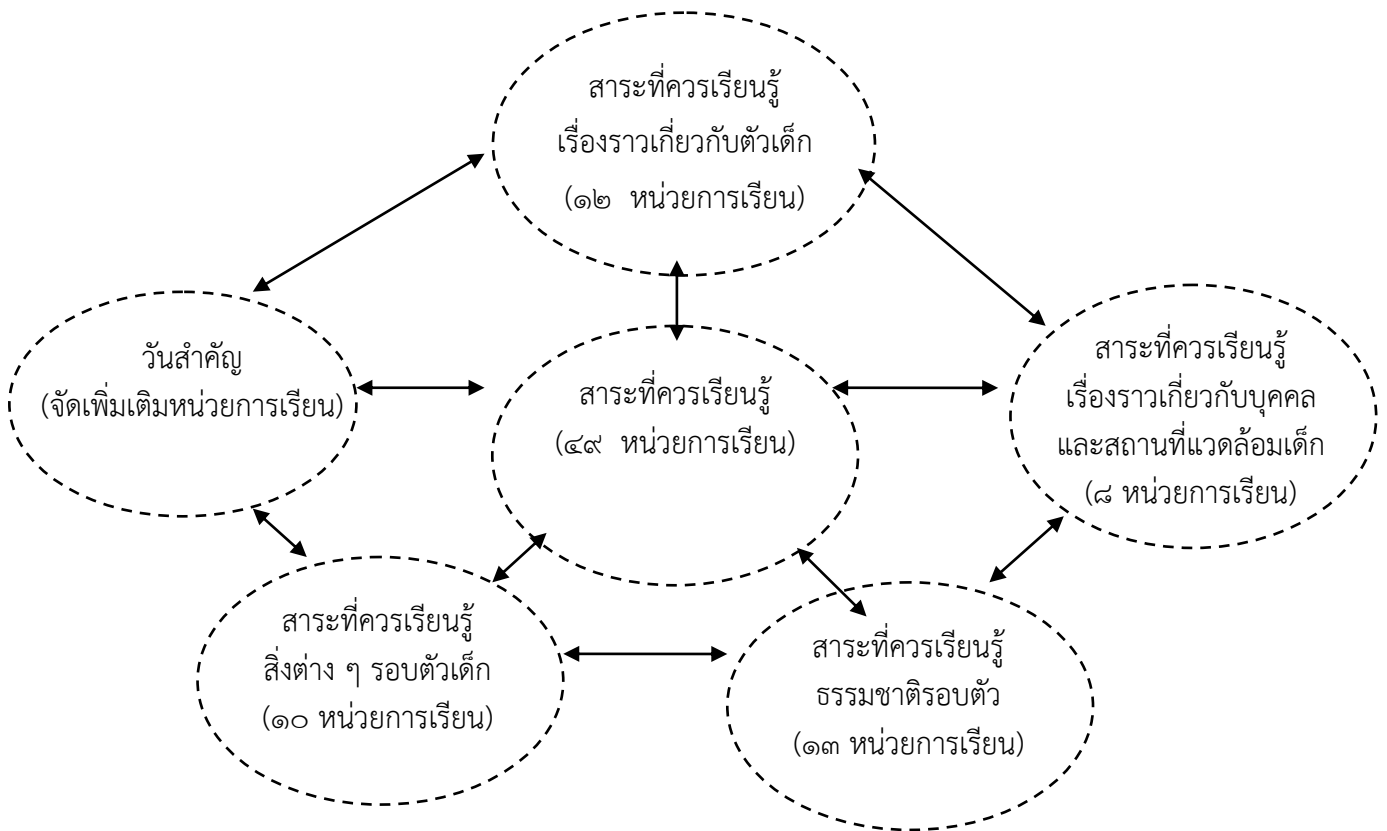 สาระที่ควรเรียนรู้
เรื่องราวเกี่ยวกับตัวเด็ก
(๑๒ หน่วยการเรียน)
วันสำคัญ
(จัดเพิ่มเติมหน่วยการเรียน)
สาระที่ควรเรียนรู้
(๔๙ หน่วยการเรียน)
สาระที่ควรเรียนรู้
เรื่องราวเกี่ยวกับบุคคล
และสถานที่แวดล้อมเด็ก
(๘ หน่วยการเรียน)
สาระที่ควรเรียนรู้
สิ่งต่าง ๆ รอบตัวเด็ก
(๑๐ หน่วยการเรียน)
สาระที่ควรเรียนรู้
ธรรมชาติรอบตัว
(๑๓ หน่วยการเรียน)